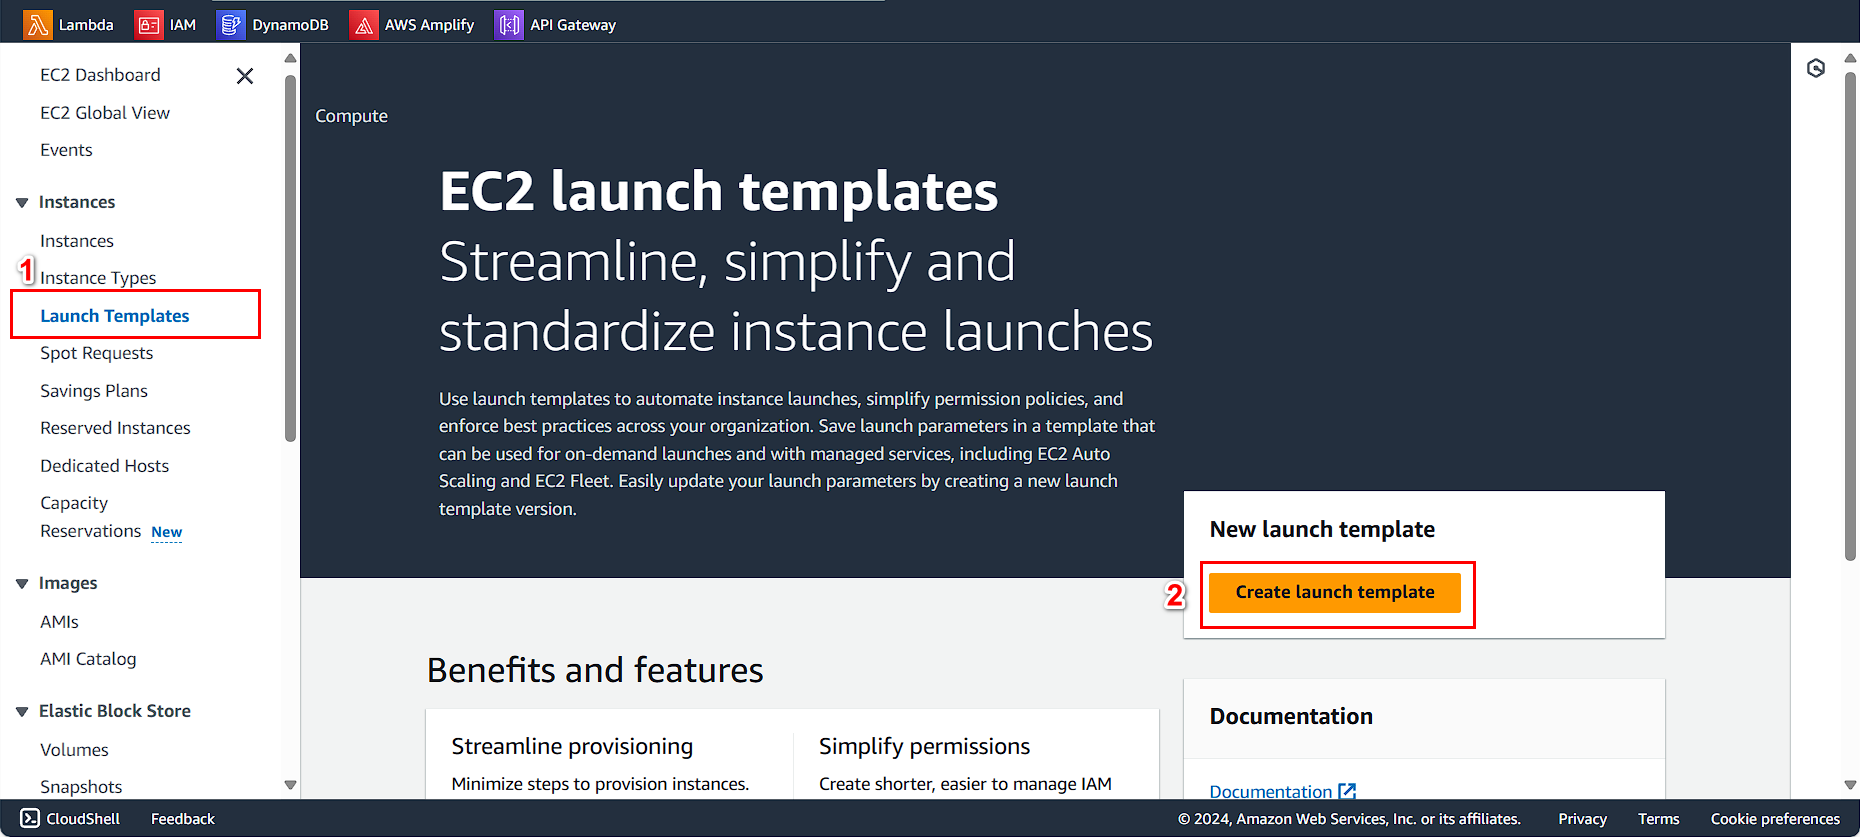 Lambda IAM DynamoDB AWS Amplify API Gateway
EC2 Dashboard
EC2 Global View
Events
Instances
Instances
1
Instance Types
Launch Templates
Spot Requests
Savings Plans
Reserved Instances
Dedicated Hosts
Capacity
Reservations New
Images
AMIs
AMI Catalog
Elastic Block Store
Volumes
Snapshots
Compute
EC2 launch templates
Streamline, simplify and
standardize instance launches
Use launch templates to automate instance launches, simplify permission policies, and
enforce best practices across your organization. Save launch parameters in a template that
can be used for on-demand launches and with managed services, including EC2 Auto
Scaling and EC2 Fleet. Easily update your launch parameters by creating a new launch
template version.
New launch template
2
Create launch template
Benefits and features
Streamline provisioning
Minimize steps to provision instances.
Simplify permissions
Create shorter, easier to manage IAM
Documentation
Documentation
CloudShell Feedback © 2024, Amazon Web Services, Inc. or its affiliates. Privacy Terms Cookie preferences